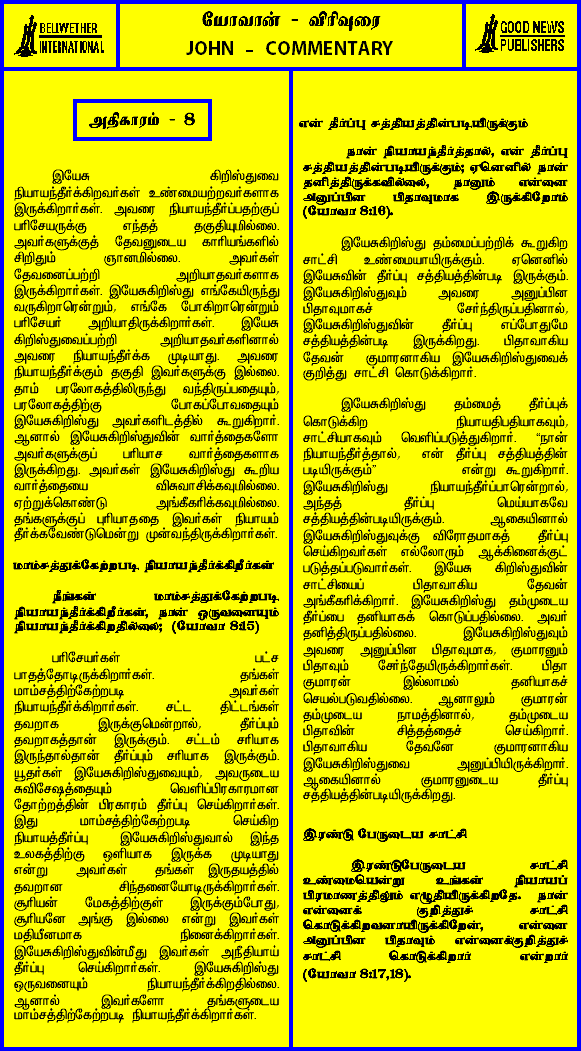 BELWETHER
INTERNATIONAL
யோவான் - விரிவுரை
JOHN - COMMENTARY
GOOD NEWS
PUBLISHERS
அதிகாரம் - 8
இயேசு கிறிஸ்துவை
நியாயந்தீர்க்கிறவர்கள் உண்மையற்றவர்களாக
இருக்கிறார்கள். அவரை நியாயந்தீர்ப்பதற்குப்
பரிசேயருக்கு எந்தத் தகுதியுமில்லை.
அவர்களுக்குத் தேவனுடைய காரியங்களில்
சிறிதும் ஞானமில்லை. அவர்கள்
தேவனைப்பற்றி அறியாதவர்களாக
இருக்கிறார்கள். இயேசுகிறிஸ்து எங்கேயிருந்து
வருகிறாரென்றும், எங்கே போகிறாரென்றும்
பரிசேயர் அறியாதிருக்கிறார்கள். இயேசு
கிறிஸ்துவைப்பற்றி அறியாதவர்களினால்
அவரை நியாயந்தீர்க்க முடியாது. அவரை
நியாயந்தீர்க்கும் தகுதி இவர்களுக்கு இல்லை.
தாம் பரலோகத்திலிருந்து வந்திருப்பதையும்,
பரலோகத்திற்கு போகப்போவதையும்
இயேசுகிறிஸ்து அவர்களிடத்தில் கூறுகிறார்.
ஆனால் இயேசுகிறிஸ்துவின் வார்த்தைகளோ
அவர்களுக்குப் பரியாச வார்த்தைகளாக
இருக்கிறது. அவர்கள் இயேசுகிறிஸ்து கூறிய
வார்த்தையை விசுவாசிக்கவுமில்லை.
ஏற்றுக்கொண்டு அங்கீகரிக்கவுமில்லை.
தங்களுக்குப் புரியாததை இவர்கள் நியாயம்
தீர்க்கவேண்டுமென்று முன்வந்திருக்கிறார்கள்.
மாம்சத்துக்கேற்றபடி நியாயந்தீர்க்கிறீர்கள்
நீங்கள் மாம்சத்துக்கேற்றபடி
நியாயந்தீர்க்கிறீர்கள், நான் ஒருவனையும்
நியாயந்தீர்க்கிறதில்லை; (யோவா 8:15)
பரிசேயர்கள் பட்ச
பாதத்தோடிருக்கிறார்கள். தங்கள்
மாம்சத்திற்கேற்றபடி அவர்கள்
நியாயந்தீர்க்கிறார்கள். சட்ட திட்டங்கள்
தவறாக இருக்குமென்றால், தீர்ப்பும்
தவறாகத்தான் இருக்கும். சட்டம் சரியாக
இருந்தால்தான் தீர்ப்பும் சரியாக இருக்கும்.
யூதர்கள் இயேசுகிறிஸ்துவையும், அவருடைய
சுவிசேஷத்தையும் வெளிப்பிரகாரமான
தோற்றத்தின் பிரகாரம் தீர்ப்பு செய்கிறார்கள்.
இது மாம்சத்திற்கேற்றபடி செய்கிற
நியாயத்தீர்ப்பு இயேசுகிறிஸ்துவால் இந்த
உலகத்திற்கு ஒளியாக இருக்க முடியாது
என்று அவர்கள் தங்கள் இருதயத்தில்
தவறான சிந்தனையோடிருக்கிறார்கள்.
சூரியன் மேகத்திற்குள் இருக்கும்போது,
சூரியனே அங்கு இல்லை என்று இவர்கள்
மதியீனமாக நினைக்கிறார்கள்.
இயேசுகிறிஸ்துவின்மீது இவர்கள் அநீதியாய்
தீர்ப்பு செய்கிறார்கள். இயேசுகிறிஸ்து
ஒருவனையும் நியாயந்தீர்க்கிறதில்லை.
ஆனால் இவர்களோ தங்களுடைய
மாம்சத்திற்கேற்றபடி நியாயந்தீர்க்கிறார்கள்.
என் தீர்ப்பு சத்தியத்தின்படியிருக்கும்
நான் நியாயந்தீர்த்தால், என் தீர்ப்பு
சத்தியத்தின்படியிருக்கும்; ஏனெனில் நான்
தனித்திருக்கவில்லை, நானும் என்னை
அனுப்பின பிதாவுமாக இருக்கிறோம்
(யோவா 8:16).
இயேசுகிறிஸ்து தம்மைப்பற்றிக் கூறுகிற
சாட்சி உண்மையாயிருக்கும். ஏனெனில்
இயேசுவின் தீர்ப்பு சத்தியத்தின்படி இருக்கும்.
இயேசுகிறிஸ்துவும் அவரை அனுப்பின
பிதாவுமாகச் சேர்ந்திருப்பதினால்,
இயேசுகிறிஸ்துவின் தீர்ப்பு எப்போதுமே
சத்தியத்தின்படி இருக்கிறது. பிதாவாகிய
தேவன் குமாரனாகிய இயேசுகிறிஸ்துவைக்
குறித்து சாட்சி கொடுக்கிறார்.
இயேசுகிறிஸ்து தம்மைத் தீர்ப்புக்
கொடுக்கிற நியாயதிபதியாகவும்,
சாட்சியாகவும் வெளிப்படுத்துகிறார். “நான்
நியாயந்தீர்த்தால், என் தீர்ப்பு சத்தியத்தின்
படியிருக்கும்” என்று கூறுகிறார்.
இயேசுகிறிஸ்து நியாயந்தீர்ப்பாரென்றால்,
அந்தத் தீர்ப்பு மெய்யாகவே
சத்தியத்தின்படியிருக்கும். ஆகையினால்
இயேசுகிறிஸ்துவுக்கு விரோதமாகத் தீர்ப்பு
செய்கிறவர்கள் எல்லோரும் ஆக்கினைக்குட்
படுத்தப்படுவார்கள். இயேசு கிறிஸ்துவின்
சாட்சியைப் பிதாவாகிய தேவன்
அங்கீகரிக்கிறார். இயேசுகிறிஸ்து தம்முடைய
தீர்ப்பை தனியாகக் கொடுப்பதில்லை. அவர்
தனித்திருப்பதில்லை. இயேசுகிறிஸ்துவும்
அவரை அனுப்பின பிதாவுமாக, குமாரனும்
பிதாவும் சேர்ந்தேயிருக்கிறார்கள். பிதா
குமாரன் இல்லாமல் தனியாகச்
செயல்படுவதில்லை. ஆனாலும் குமாரன்
தம்முடைய நாமத்தினால், தம்முடைய
பிதாவின் சித்தத்தைச் செய்கிறார்.
பிதாவாகிய தேவனே குமாரனாகிய
இயேசுகிறிஸ்துவை அனுப்பியிருக்கிறார்.
ஆகையினால் குமாரனுடைய தீர்ப்பு
சத்தியத்தின்படியிருக்கிறது.
இரண்டு பேருடைய சாட்சி
இரண்டுபேருடைய சாட்சி
உண்மையென்று உங்கள் நியாயப்
பிரமாணத்திலும் எழுதியிருக்கிறதே. நான்
என்னைக் குறித்துச் சாட்சி
கொடுக்கிறவனாயிருக்கிறேன், என்னை
அனுப்பின பிதாவும் என்னைக்குறித்துச்
சாட்சி கொடுக்கிறார் என்றார்
(யோவா 8:17,18).